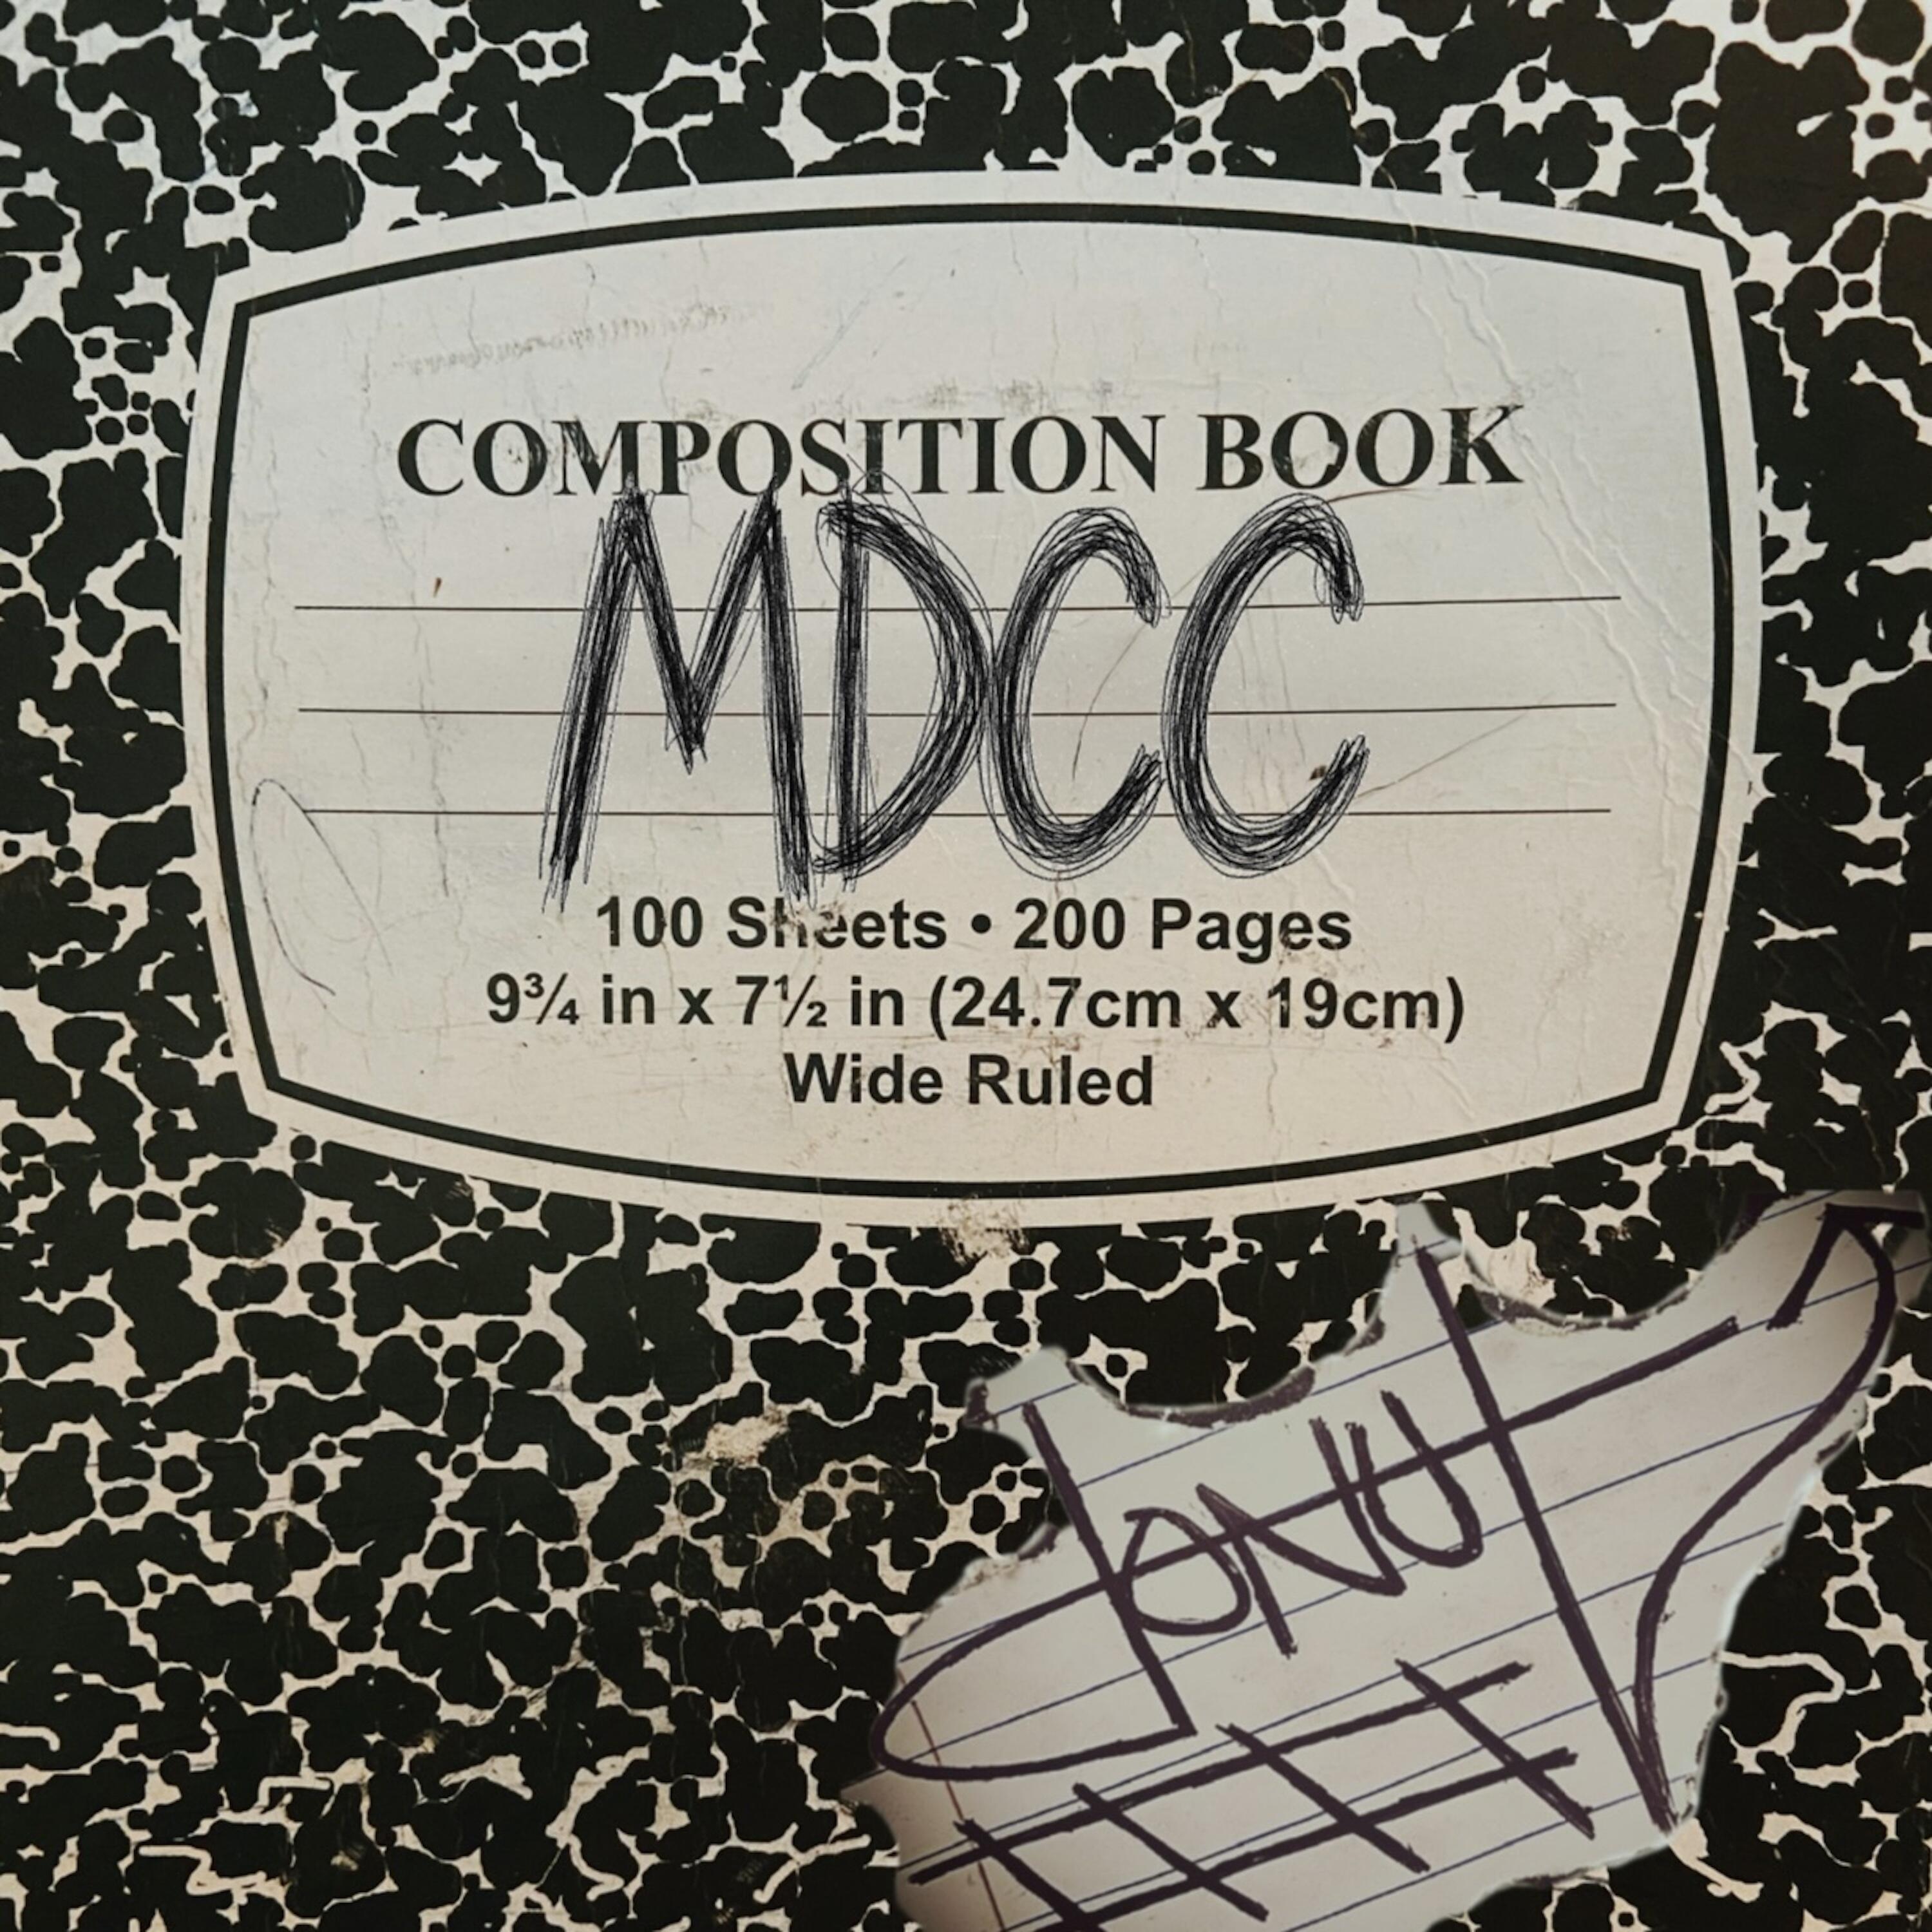 COMPOSITION BOOK
MDCC
100 Sheets • 200 Pages
9¾ in x 7½ in (24.7cm x 19cm)
Wide Ruled